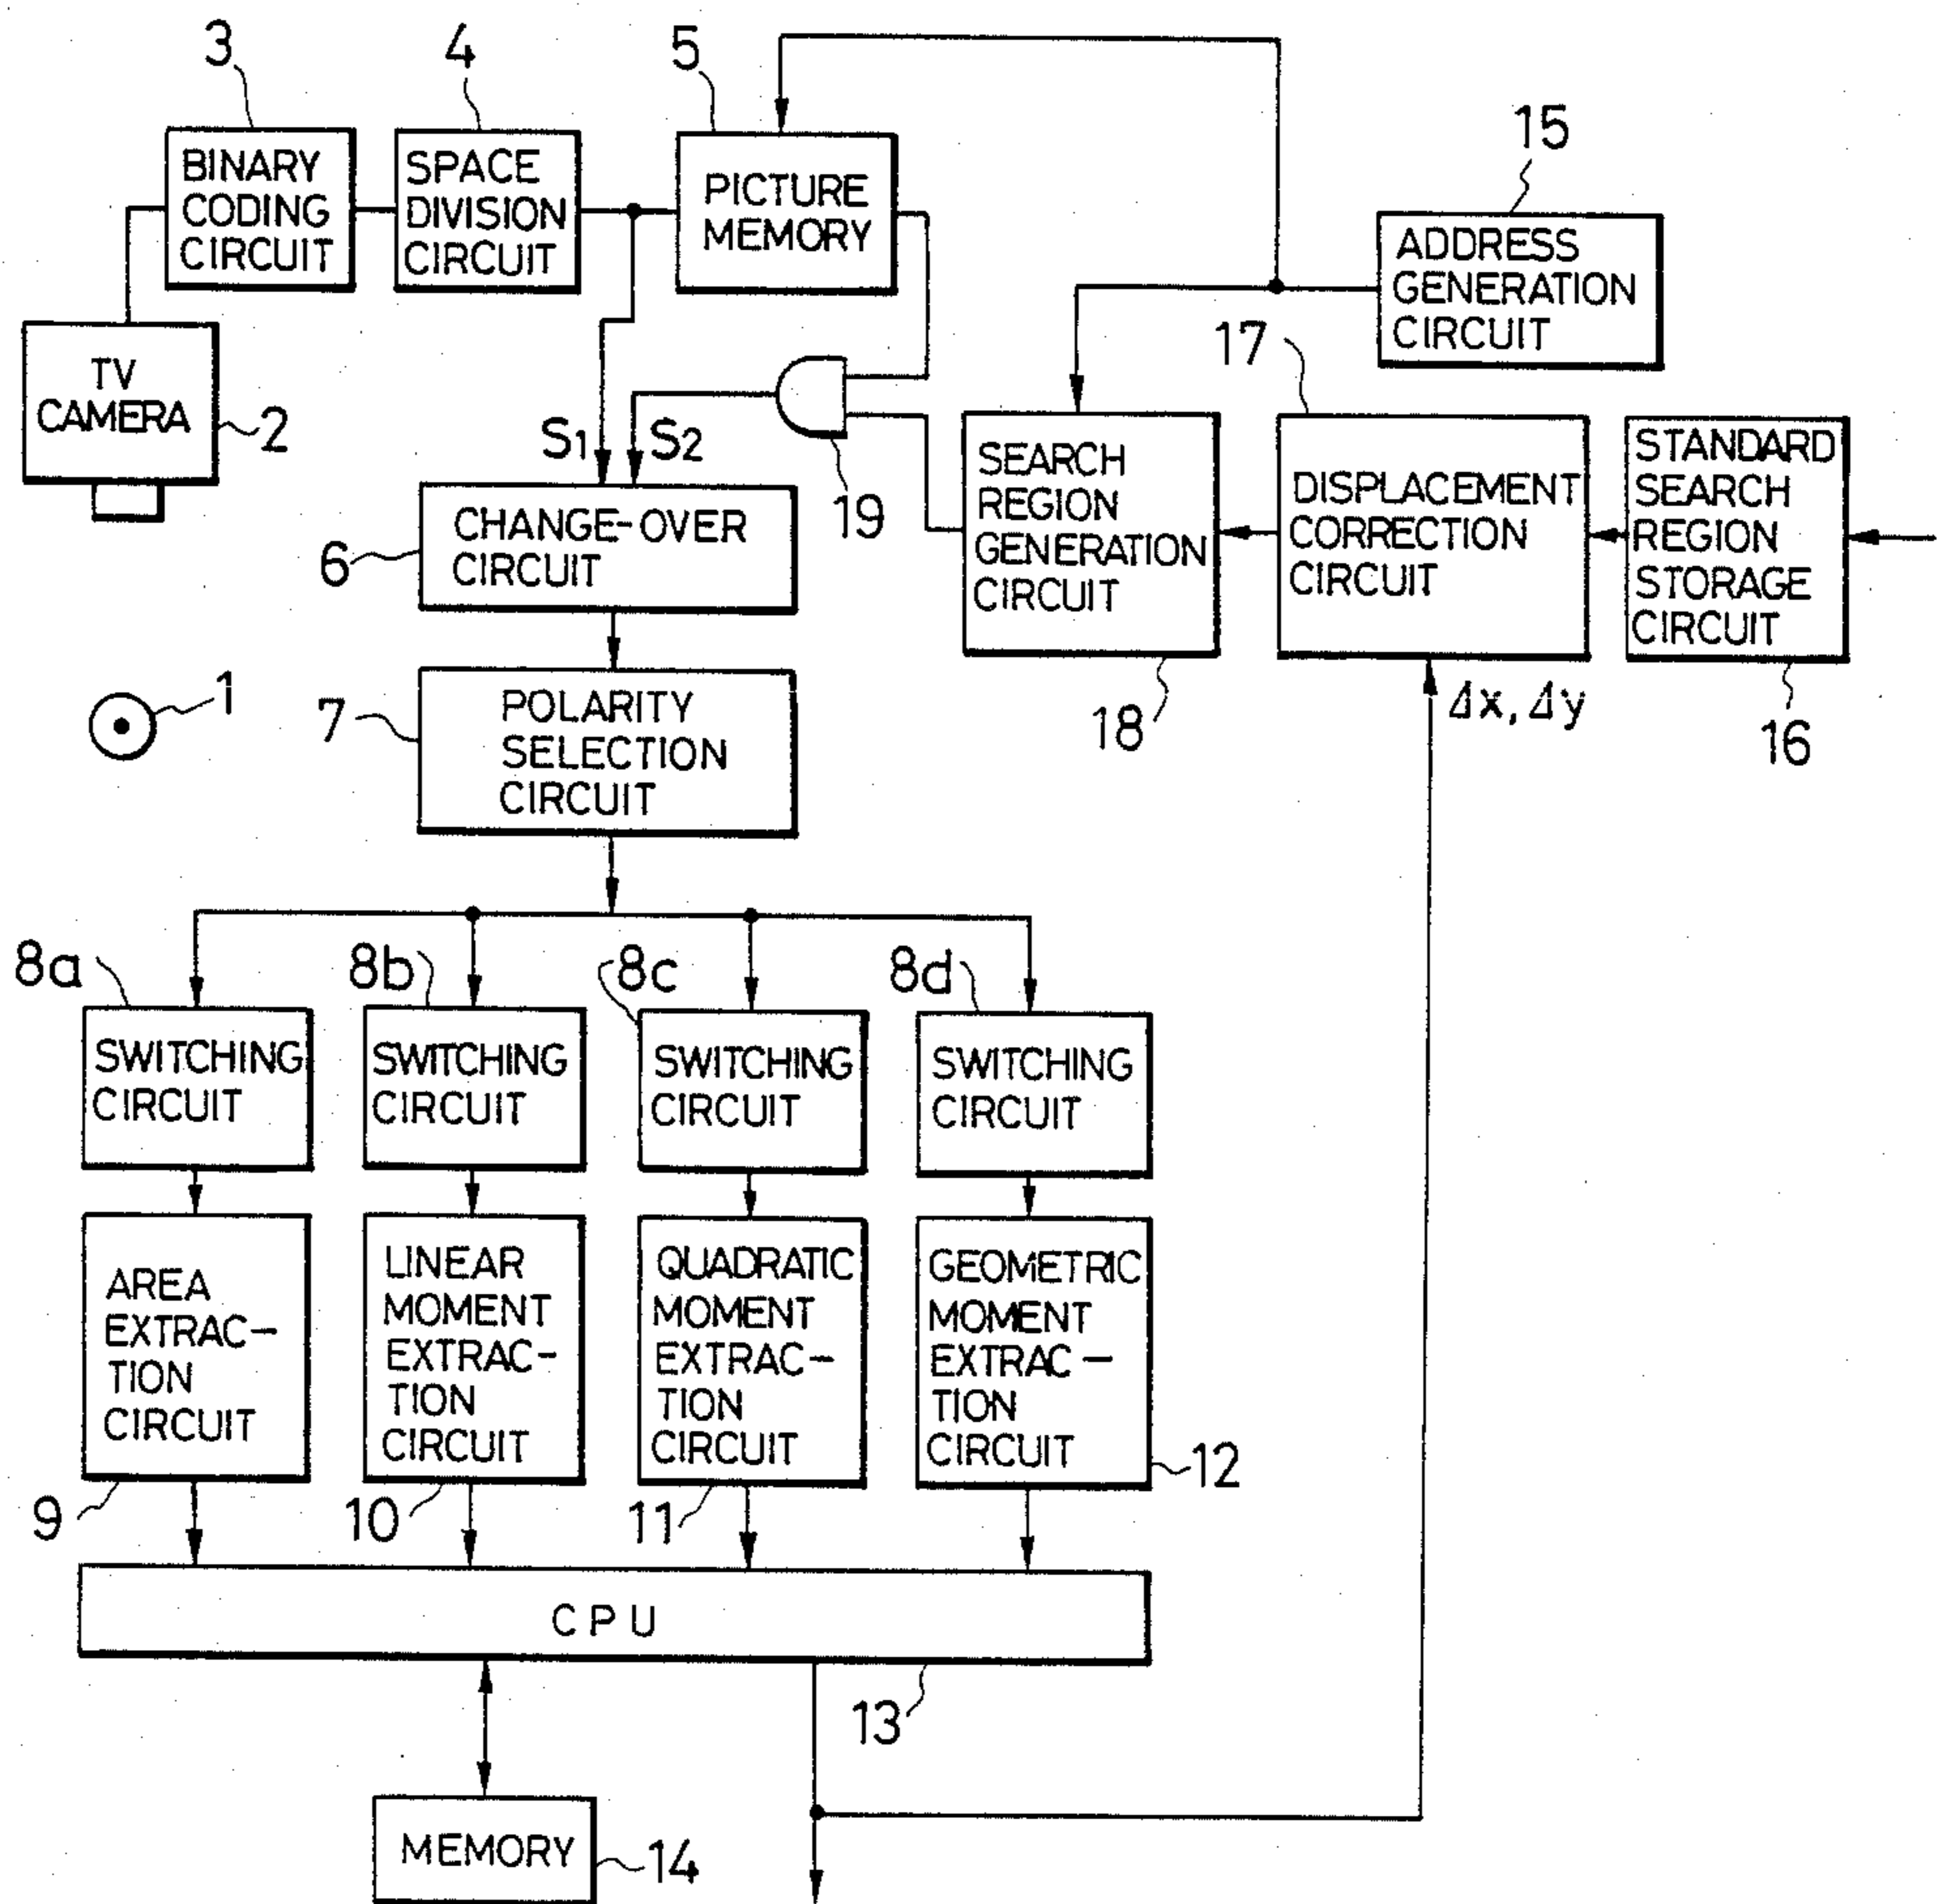 3
4
5
15
BINARY
CODING
CIRCUIT
SPACE
DIVISION
CIRCUIT
PICTURE
MEMORY
ADDRESS
GENERATION
CIRCUIT
TV
CAMERA
2
S1
S2
19
17
SEARCH
REGION
GENERATION
CIRCUIT
DISPLACEMENT
CORRECTION
CIRCUIT
STANDARD
SEARCH
REGION
STORAGE
CIRCUIT
6
CHANGE-OVER
CIRCUIT
18
Δx, Δy
16
1
7
POLARITY
SELECTION
CIRCUIT
8a
8b
8c
8d
SWITCHING
CIRCUIT
SWITCHING
CIRCUIT
SWITCHING
CIRCUIT
SWITCHING
CIRCUIT
AREA
EXTRAC-
TION
CIRCUIT
LINEAR
MOMENT
EXTRAC-
TION
CIRCUIT
QUADRATIC
MOMENT
EXTRAC-
TION
CIRCUIT
GEOMETRIC
MOMENT
EXTRAC-
TION
CIRCUIT
9
10
11
12
CPU
13
MEMORY
14